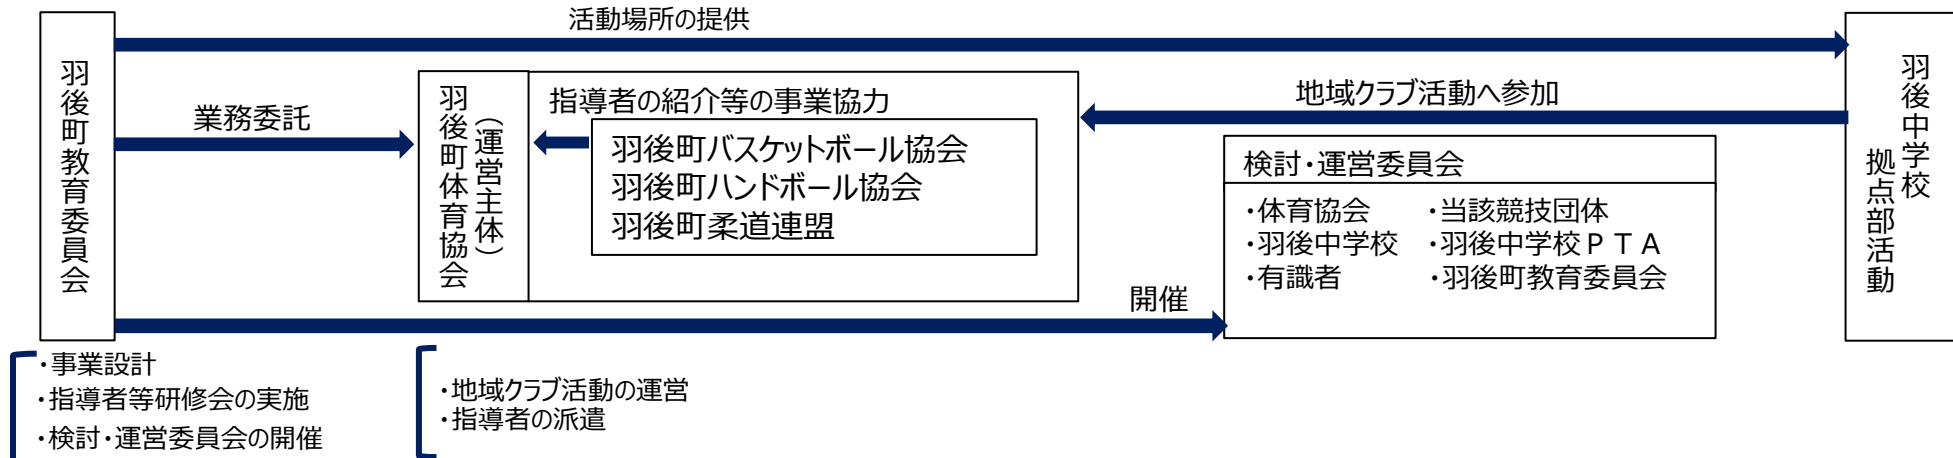 活動場所の提供
羽後町教育委員会
業務委託
羽後町体育協会
（運営主体）
指導者の紹介等の事業協力
羽後町バスケットボール協会
羽後町ハンドボール協会
羽後町柔道連盟
地域クラブ活動へ参加
羽後中学校
拠点部活動
検討・運営委員会
・体育協会 ・当該競技団体
・羽後中学校 ・羽後中学校ＰＴＡ
・有識者 ・羽後町教育委員会
開催
・事業設計
・指導者等研修会の実施
・検討・運営委員会の開催
・地域クラブ活動の運営
・指導者の派遣